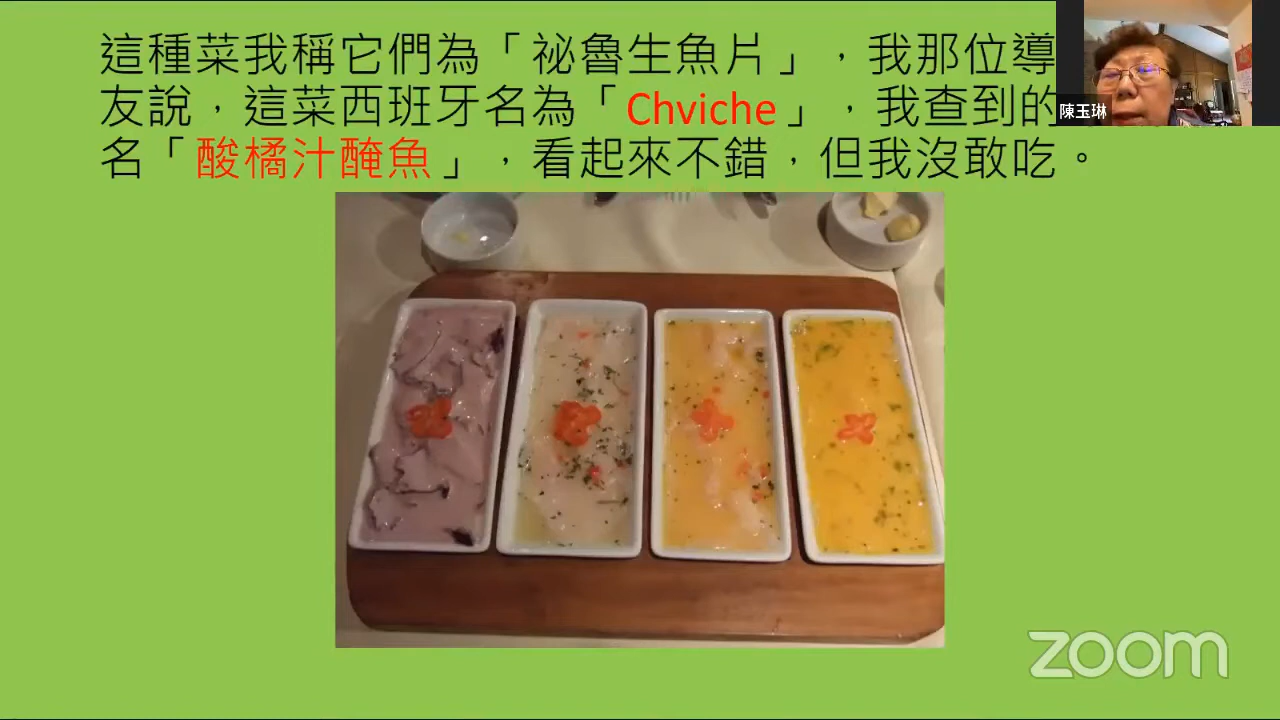 這種菜我稱它們為「祕魯生魚片」，我那位導
友說，這菜西班牙名為「Chviche」，我查到的
名「酸橘汁醃魚」，看起來不錯，但我沒敢吃。
陳玉琳
zoom